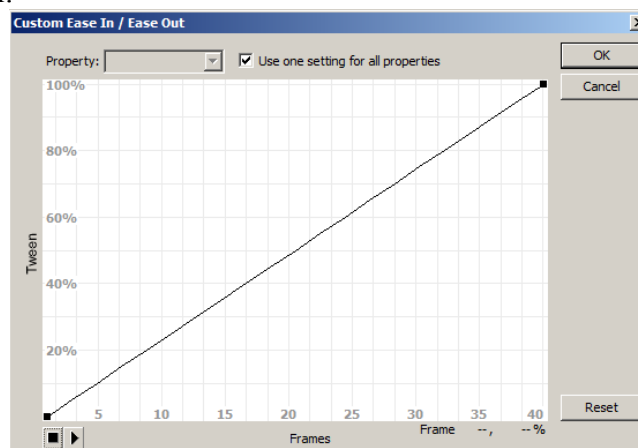 Custom Ease In / Ease Out
Property:
Use one setting for all properties
OK
Cancel
100%
80%
60%
40%
20%
Tween
5 10 15 20 25 30 35 40
Frame --, --%
Frames
Reset